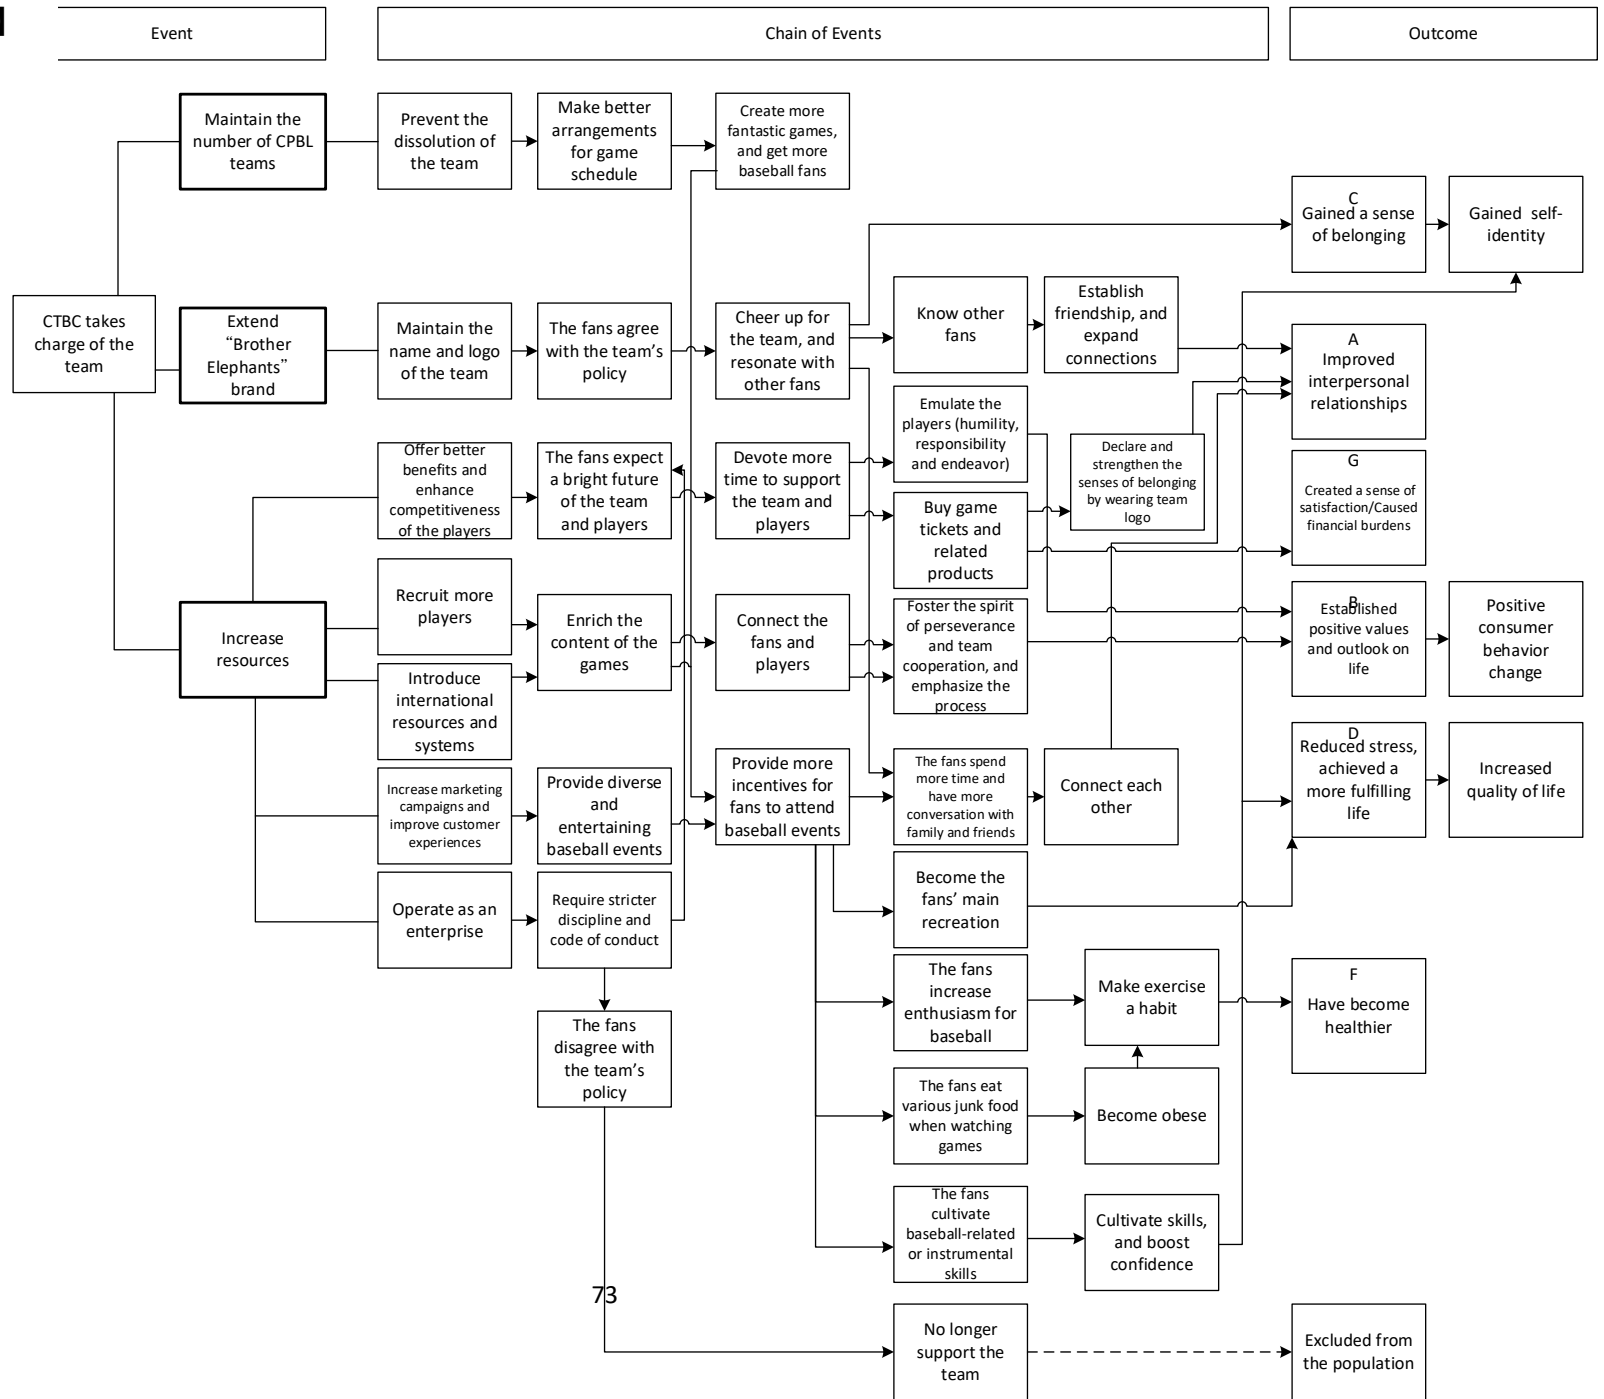 Event
Chain of Events
Outcome
Maintain the
number of CPBL
teams
Prevent the
dissolution of
the team
Make better
arrangements
for game
schedule
Create more
fantastic games,
and get more
baseball fans
C
Gained a sense
of belonging
Gained self-
identity
CTBC takes
charge of the
team
Extend
“Brother
Elephants”
brand
Maintain the
name and logo
of the team
The fans agree
with the team’s
policy
Cheer up for
the team, and
resonate with
other fans
Know other
fans
Establish
friendship, and
expand
connections
A
Improved
interpersonal
relationships
Emulate the
players (humility,
responsibility
and endeavor)
Offer better
benefits and
enhance
competitiveness
of the players
The fans expect
a bright future
of the team
and players
Devote more
time to support
the team and
players
Declare and
strengthen the
senses of belonging
by wearing team
logo
G
Created a sense of
satisfaction/Caused
financial burdens
Buy game
tickets and
related
products
Increase
resources
Recruit more
players
Introduce
international
resources and
systems
Enrich the
content of the
games
Connect the
fans and
players
Foster the spirit
of perseverance
and team
cooperation, and
emphasize the
process
B
Established
positive values
and outlook on
life
Positive
consumer
behavior
change
Increase marketing
campaigns and
improve customer
experiences
Provide diverse
and
entertaining
baseball events
Provide more
incentives for
fans to attend
baseball events
The fans spend
more time and
have more
conversation with
family and friends
Connect each
other
D
Reduced stress,
achieved a
more fulfilling
life
Increased
quality of life
Operate as an
enterprise
Require stricter
discipline and
code of conduct
Become the
fans’ main
recreation
The fans
increase
enthusiasm for
baseball
Make exercise
a habit
F
Have become
healthier
The fans
disagree with
the team’s
policy
The fans eat
various junk food
when watching
games
Become obese
The fans
cultivate
baseball-related
or instrumental
skills
Cultivate skills,
and boost
confidence
73
No longer
support the
team
Excluded from
the population